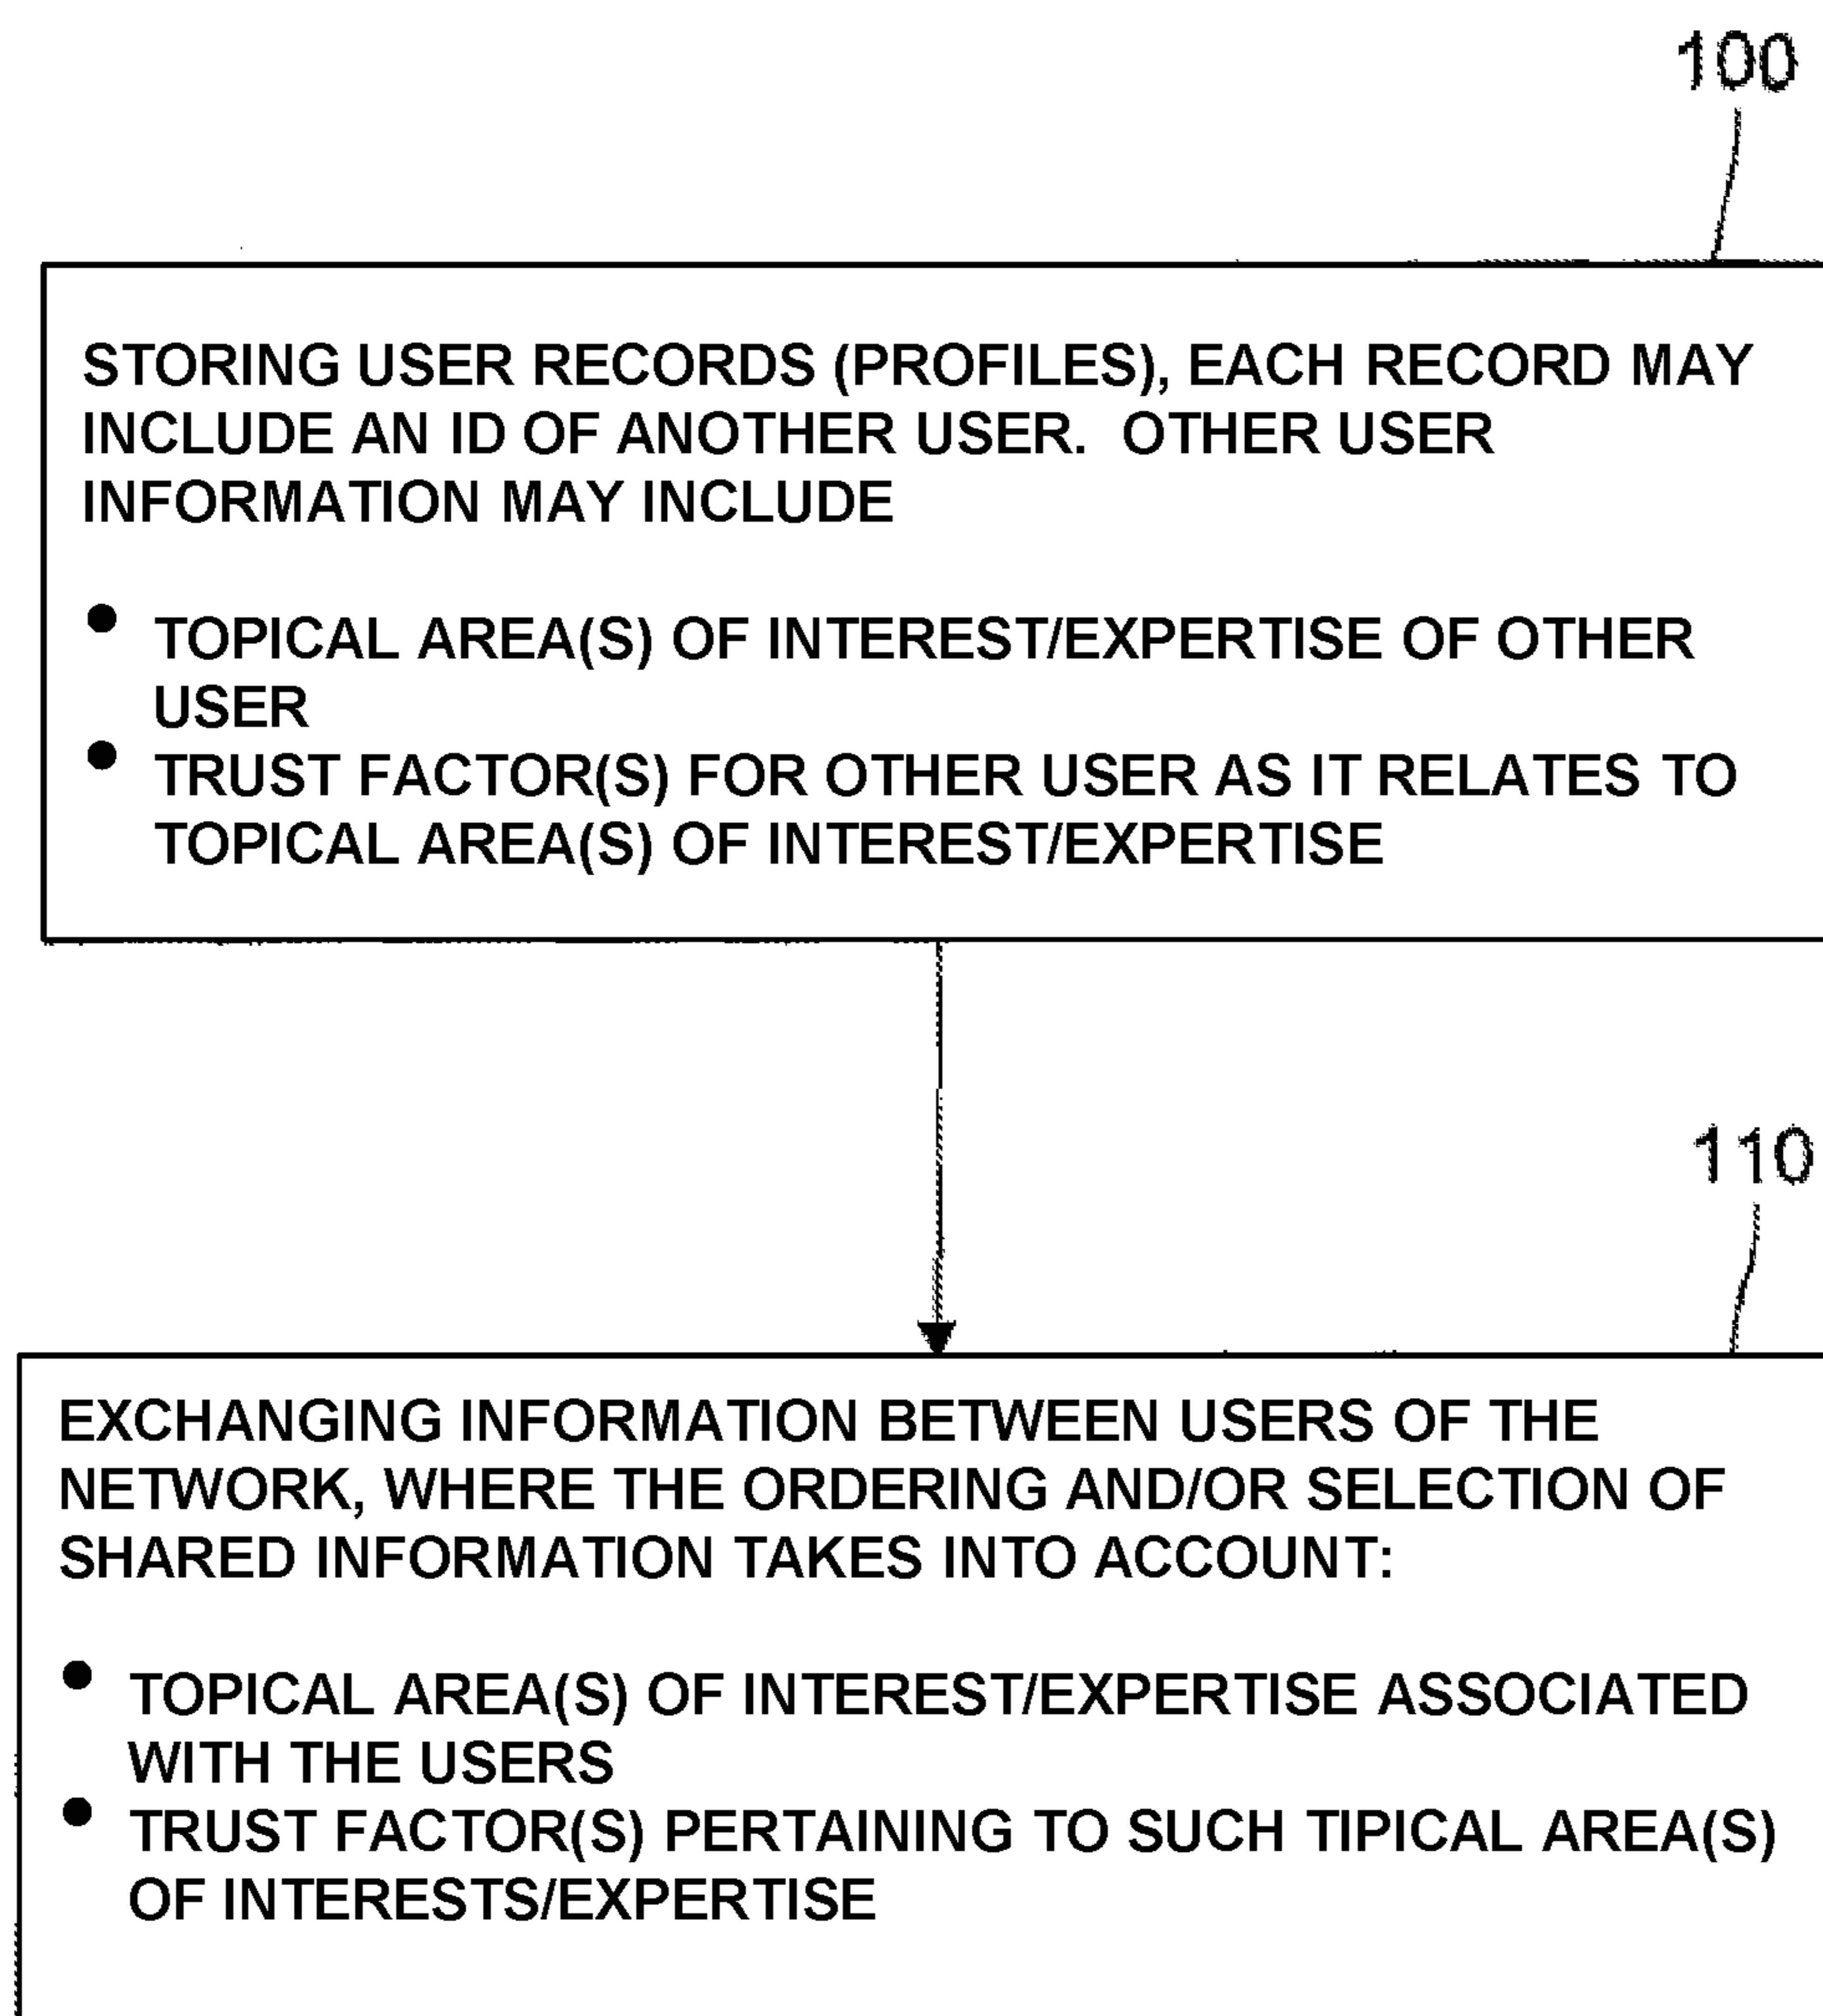 100
STORING USER RECORDS (PROFILES), EACH RECORD MAY
INCLUDE AN ID OF ANOTHER USER. OTHER USER
INFORMATION MAY INCLUDE
• TOPICAL AREA(S) OF INTEREST/EXPERTISE OF OTHER
USER
• TRUST FACTOR(S) FOR OTHER USER AS IT RELATES TO
TOPICAL AREA(S) OF INTEREST/EXPERTISE
110
EXCHANGING INFORMATION BETWEEN USERS OF THE
NETWORK, WHERE THE ORDERING AND/OR SELECTION OF
SHARED INFORMATION TAKES INTO ACCOUNT:
• TOPICAL AREA(S) OF INTEREST/EXPERTISE ASSOCIATED
WITH THE USERS
• TRUST FACTOR(S) PERTAINING TO SUCH TIPICAL AREA(S)
OF INTERESTS/EXPERTISE